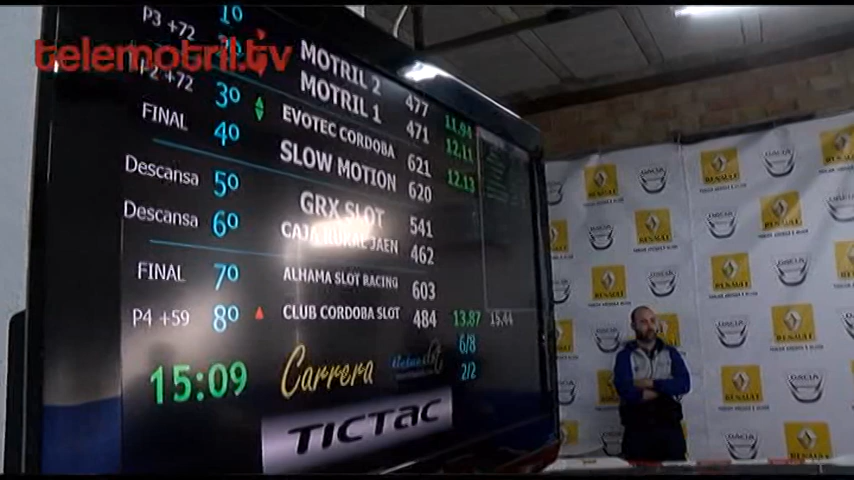 telemotril.tv
P3 +72 1º MOTRIL 2 477 11.94
P2 +72 2º MOTRIL 1 471 12.11
3º EVOTEC CORDOBA 621 12.13
FINAL 4º SLOW MOTION 620
Descansa 5º GRX SLOT 541
Descansa 6º CAJA RURAL JAEN 462
FINAL 7º ALHAMA SLOT RACING 603
P4 +59 8º CLUB CORDOBA SLOT 484 13.87 15.44
15:09 Carrera 6/8
2/2
TICTAC
RENAULT
DACIA